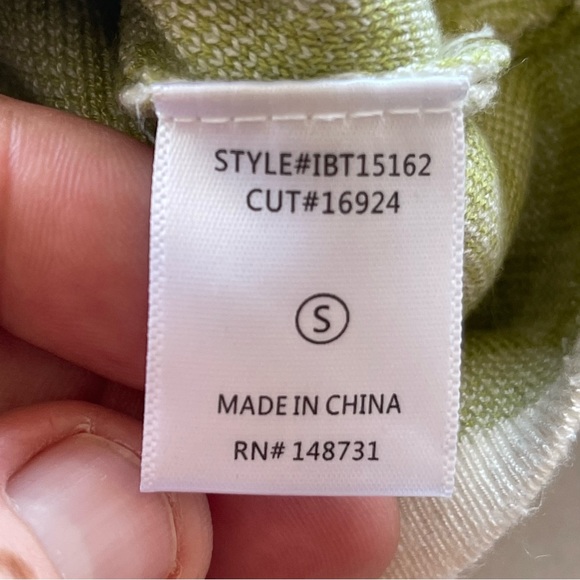 STYLE#IBT15162
CUT#16924
S
MADE IN CHINA
RN# 148731